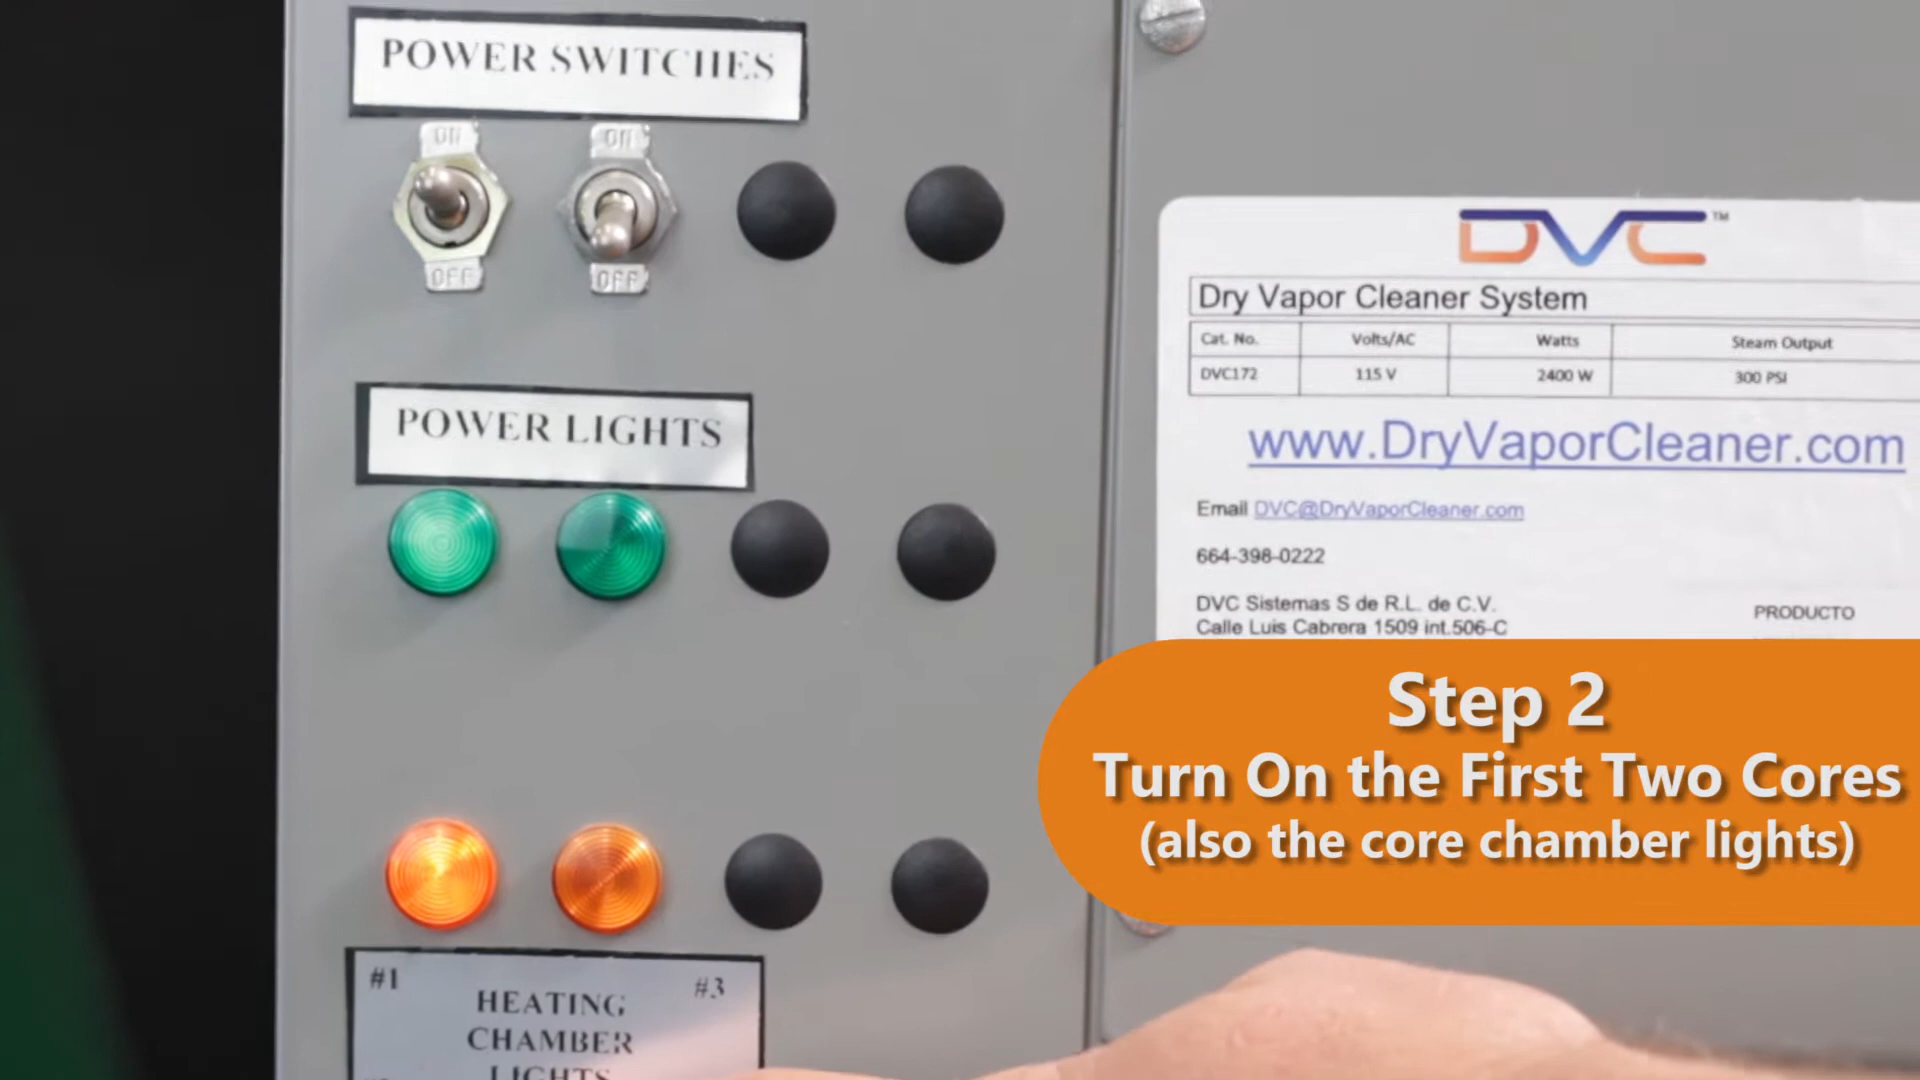 POWER SWITCHES
ON
ON
OFF
OFF
POWER LIGHTS
#1
#3
HEATING
CHAMBER
LIGHTS
DVC™
Dry Vapor Cleaner System
Cat. No. Volts/AC Watts Steam Output
DVC172 115 V 2400 W 300 PSI
www.DryVaporCleaner.com
Email DVC@DryVaporCleaner.com
664-398-0222
DVC Sistemas S de R.L. de C.V.
Calle Luis Cabrera 1509 int.506-C
PRODUCTO
Step 2
Turn On the First Two Cores
(also the core chamber lights)